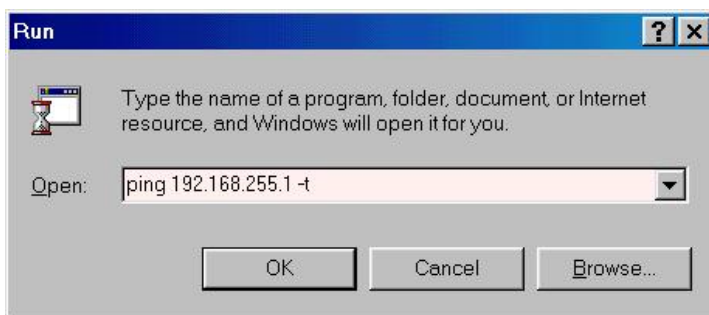 Run
Type the name of a program, folder, document, or Internet
resource, and Windows will open it for you.
Open: ping 192.168.255.1 -t
OK Cancel Browse...